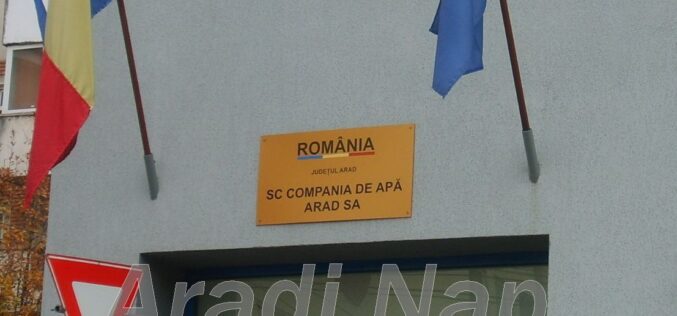 ROMÂNIA
JUDEȚUL ARAD
SC COMPANIA DE APĂ
ARAD SA
Aradi Nap